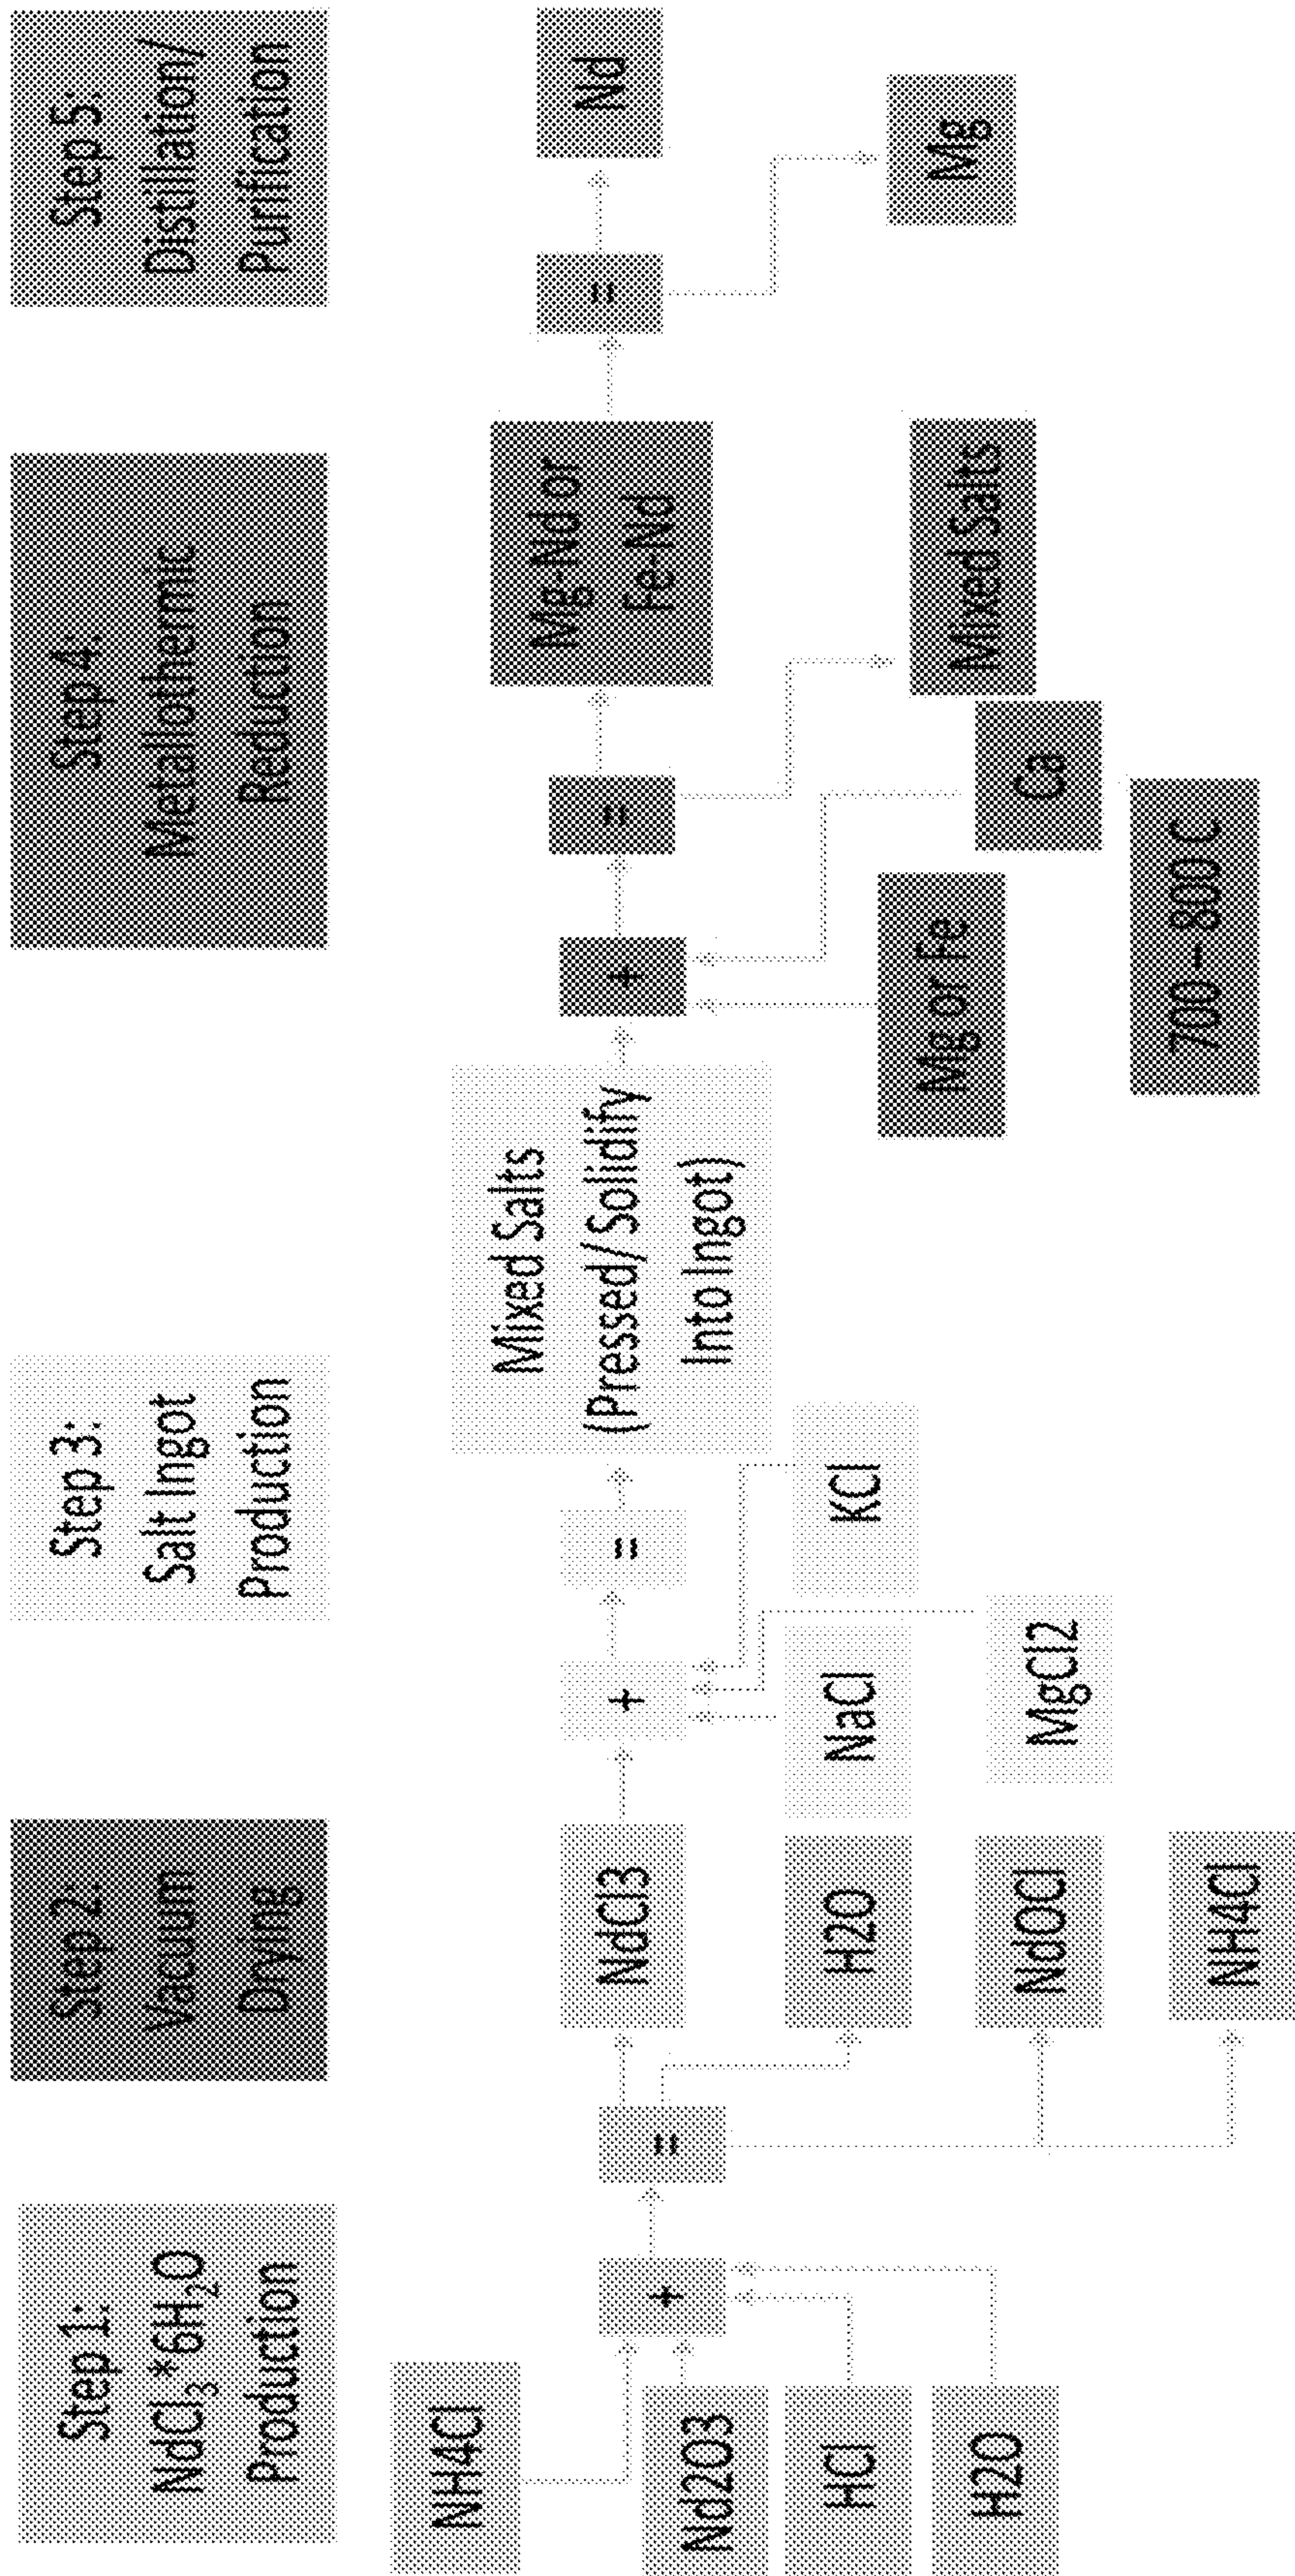 Step 1:
NdCl₃*6H₂O
Production
Step 2:
Vacuum
Drying
Step 3:
Salt Ingot
Production
Step 4:
Metallothermic
Reduction
Step 5:
Distillation/
Purification
NH4Cl
Nd2O3
HCl
H2O
+
=
NdCl3
H2O
NdOCl
NH4Cl
+
NaCl
MgCl2
KCl
=
Mixed Salts
(Pressed/ Solidify
Into Ingot)
+
Mg or Fe
Ca
700 – 800 C
=
Mg-Nd or
Fe-Nd
Mixed Salts
=
Nd
Mg